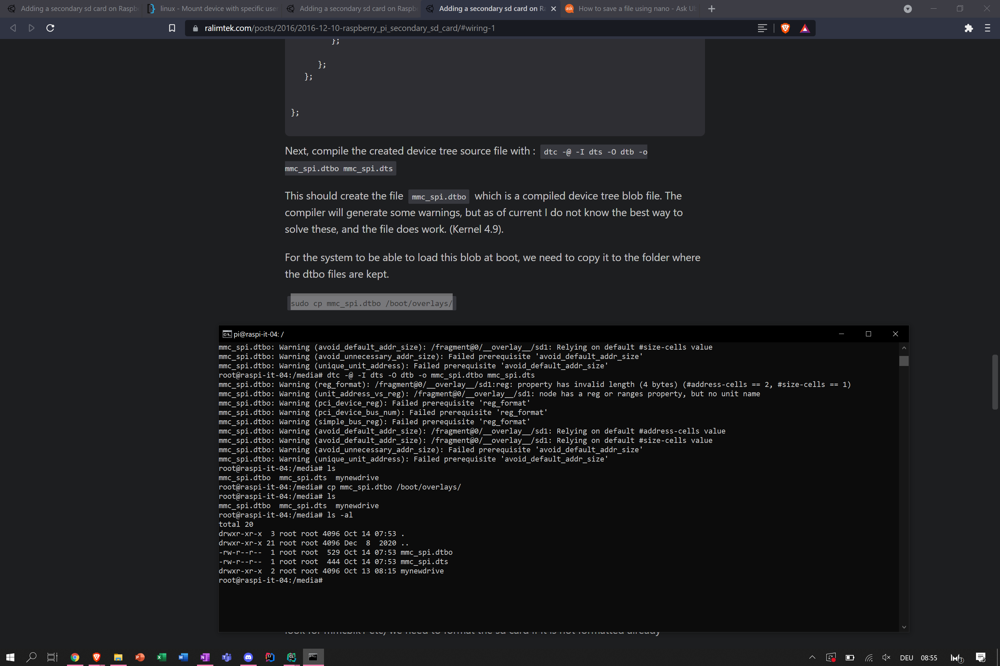 Adding a secondary sd card on Raspb
linux - Mount device with specific user
Adding a secondary sd card on Raspb
Adding a secondary sd card on Ra
ask
How to save a file using nano - Ask Ub
ralimtek.com/posts/2016/2016-12-10-raspberry_pi_secondary_sd_card/#wiring-1
};
};
};
};
Next, compile the created device tree source file with : dtc -@ -I dts -O dtb -o
mmc_spi.dtbo mmc_spi.dts
This should create the file mmc_spi.dtbo which is a compiled device tree blob file. The
compiler will generate some warnings, but as of current I do not know the best way to
solve these, and the file does work. (Kernel 4.9).
For the system to be able to load this blob at boot, we need to copy it to the folder where
the dtbo files are kept.
sudo cp mmc_spi.dtbo /boot/overlays/
pi@raspi-it-04: /
mmc_spi.dtbo: Warning (avoid_default_addr_size): /fragment@0/__overlay__/sd1: Relying on default #size-cells value
mmc_spi.dtbo: Warning (avoid_unnecessary_addr_size): Failed prerequisite 'avoid_default_addr_size'
mmc_spi.dtbo: Warning (unique_unit_address): Failed prerequisite 'avoid_default_addr_size'
root@raspi-it-04:/media# dtc -@ -I dts -O dtb -o mmc_spi.dtbo mmc_spi.dts
mmc_spi.dtbo: Warning (reg_format): /fragment@0/__overlay__/sd1:reg: property has invalid length (4 bytes) (#address-cells == 2, #size-cells == 1)
mmc_spi.dtbo: Warning (unit_address_vs_reg): /fragment@0/__overlay__/sd1: node has a reg or ranges property, but no unit name
mmc_spi.dtbo: Warning (pci_device_reg): Failed prerequisite 'reg_format'
mmc_spi.dtbo: Warning (pci_device_bus_num): Failed prerequisite 'reg_format'
mmc_spi.dtbo: Warning (simple_bus_reg): Failed prerequisite 'reg_format'
mmc_spi.dtbo: Warning (avoid_default_addr_size): /fragment@0/__overlay__/sd1: Relying on default #address-cells value
mmc_spi.dtbo: Warning (avoid_default_addr_size): /fragment@0/__overlay__/sd1: Relying on default #size-cells value
mmc_spi.dtbo: Warning (avoid_unnecessary_addr_size): Failed prerequisite 'avoid_default_addr_size'
mmc_spi.dtbo: Warning (unique_unit_address): Failed prerequisite 'avoid_default_addr_size'
root@raspi-it-04:/media# ls
mmc_spi.dtbo  mmc_spi.dts  mynewdrive
root@raspi-it-04:/media# cp mmc_spi.dtbo /boot/overlays/
root@raspi-it-04:/media# ls
mmc_spi.dtbo  mmc_spi.dts  mynewdrive
root@raspi-it-04:/media# ls -al
total 20
drwxr-xr-x  3 root root 4096 Oct 14 07:53 .
drwxr-xr-x 21 root root 4096 Dec  8  2020 ..
-rw-r--r--  1 root root  529 Oct 14 07:53 mmc_spi.dtbo
-rw-r--r--  1 root root  444 Oct 14 07:53 mmc_spi.dts
drwxr-xr-x  2 root root 4096 Oct 13 08:15 mynewdrive
root@raspi-it-04:/media#
look for mmcblk1 etc) we need to format the sd card if it is not formatted already
DEU 08:55